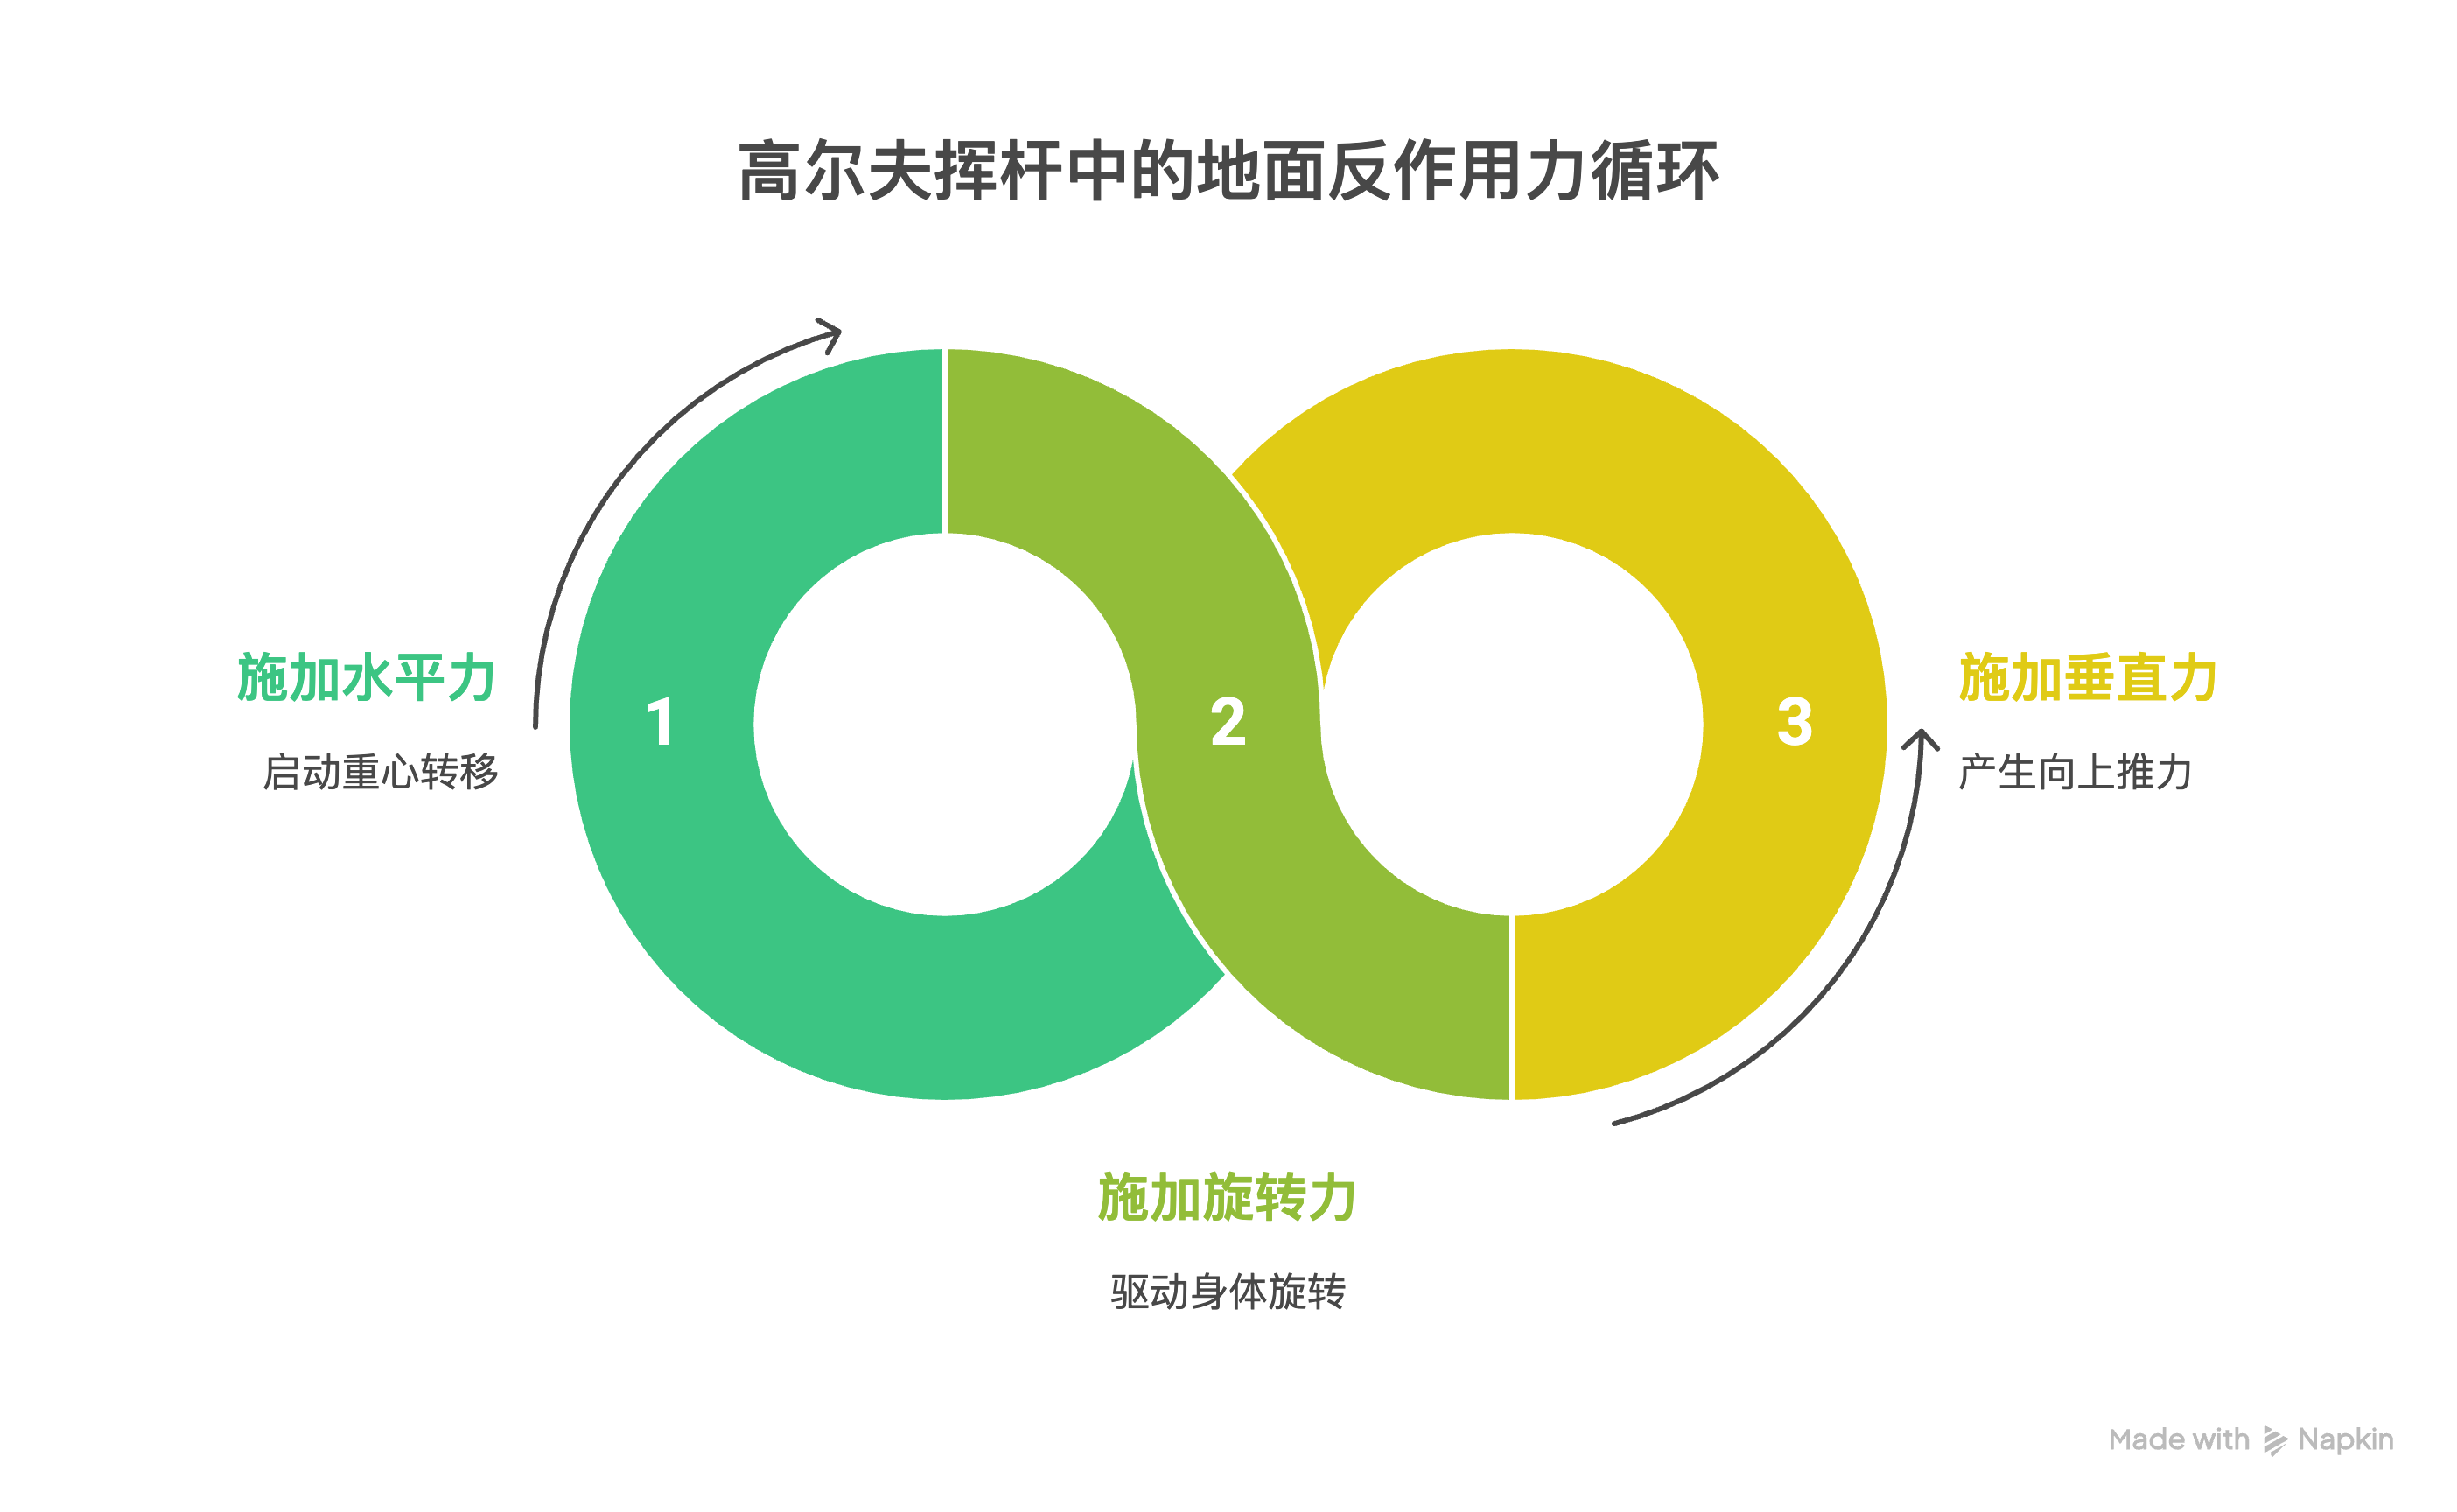 高尔夫挥杆中的地面反作用力循环
施加水平力
启动重心转移
1
2
3
施加垂直力
产生向上推力
施加旋转力
驱动身体旋转
Made with Napkin